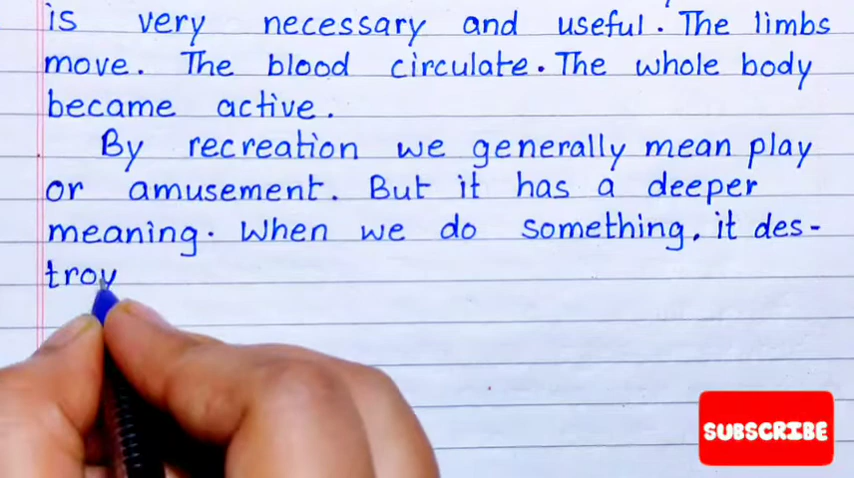 is very necessary and useful. The limbs
move. The blood circulate. The whole body
became active.
By recreation we generally mean play
or amusement. But it has a deeper
meaning. When we do something, it des-
troy
SUBSCRIBE